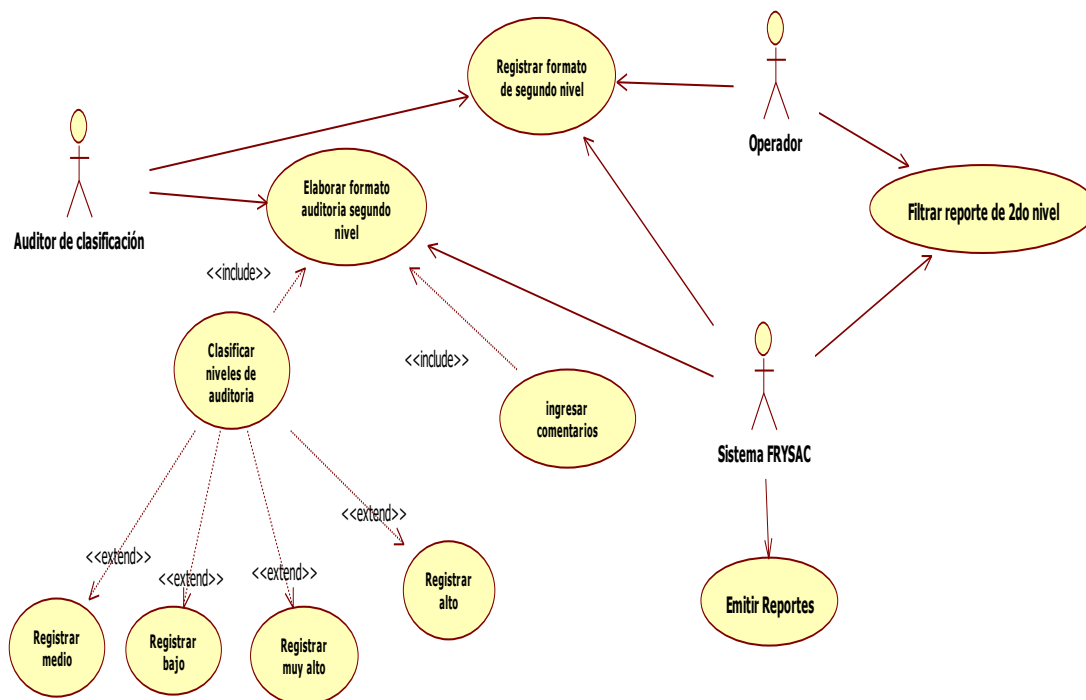 Registrar formato
de segundo nivel
Operador
Auditor de clasificación
Elaborar formato
auditoria segundo
nivel
Filtrar reporte de 2do nivel
<<include>>
Clasificar
niveles de
auditoria
<<include>>
ingresar
comentarios
Sistema FRYSAC
<<extend>>
<<extend>>
<<extend>>
<<extend>>
Registrar
alto
Emitir Reportes
Registrar
medio
Registrar
bajo
Registrar
muy alto